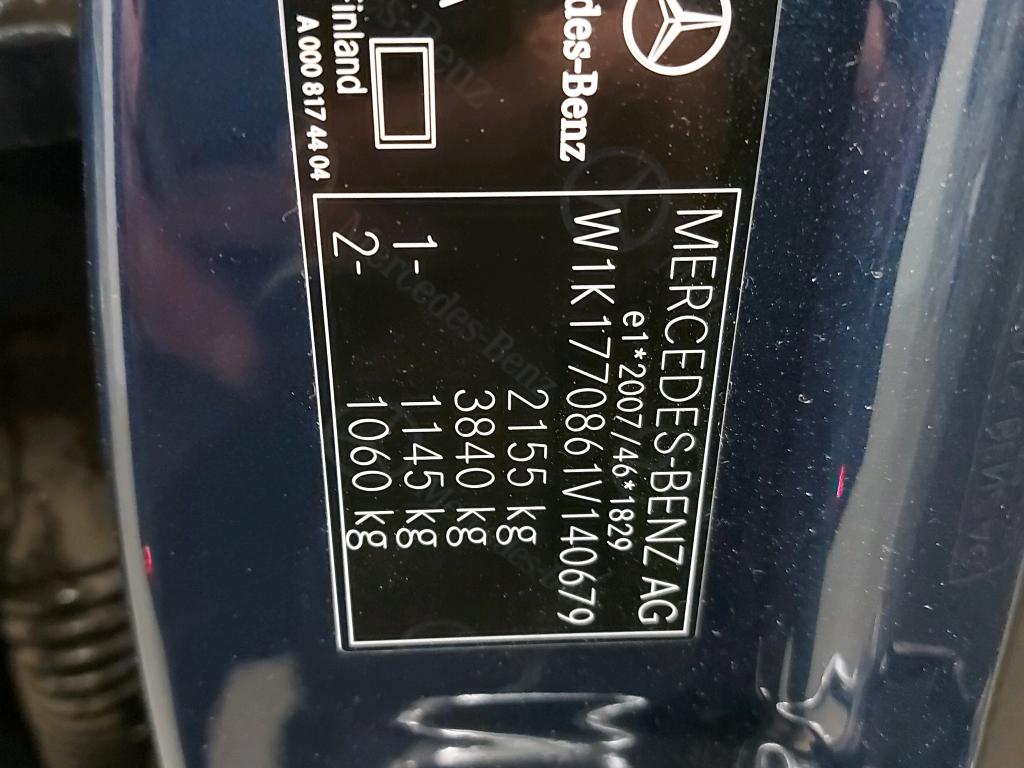 des-Benz
Finland
A 000 817 44 04
MERCEDES-BENZ AG
e1*2007/46*1829
W1K1770861V140679
2155 kg
3840 kg
1- 1145 kg
2- 1060 kg